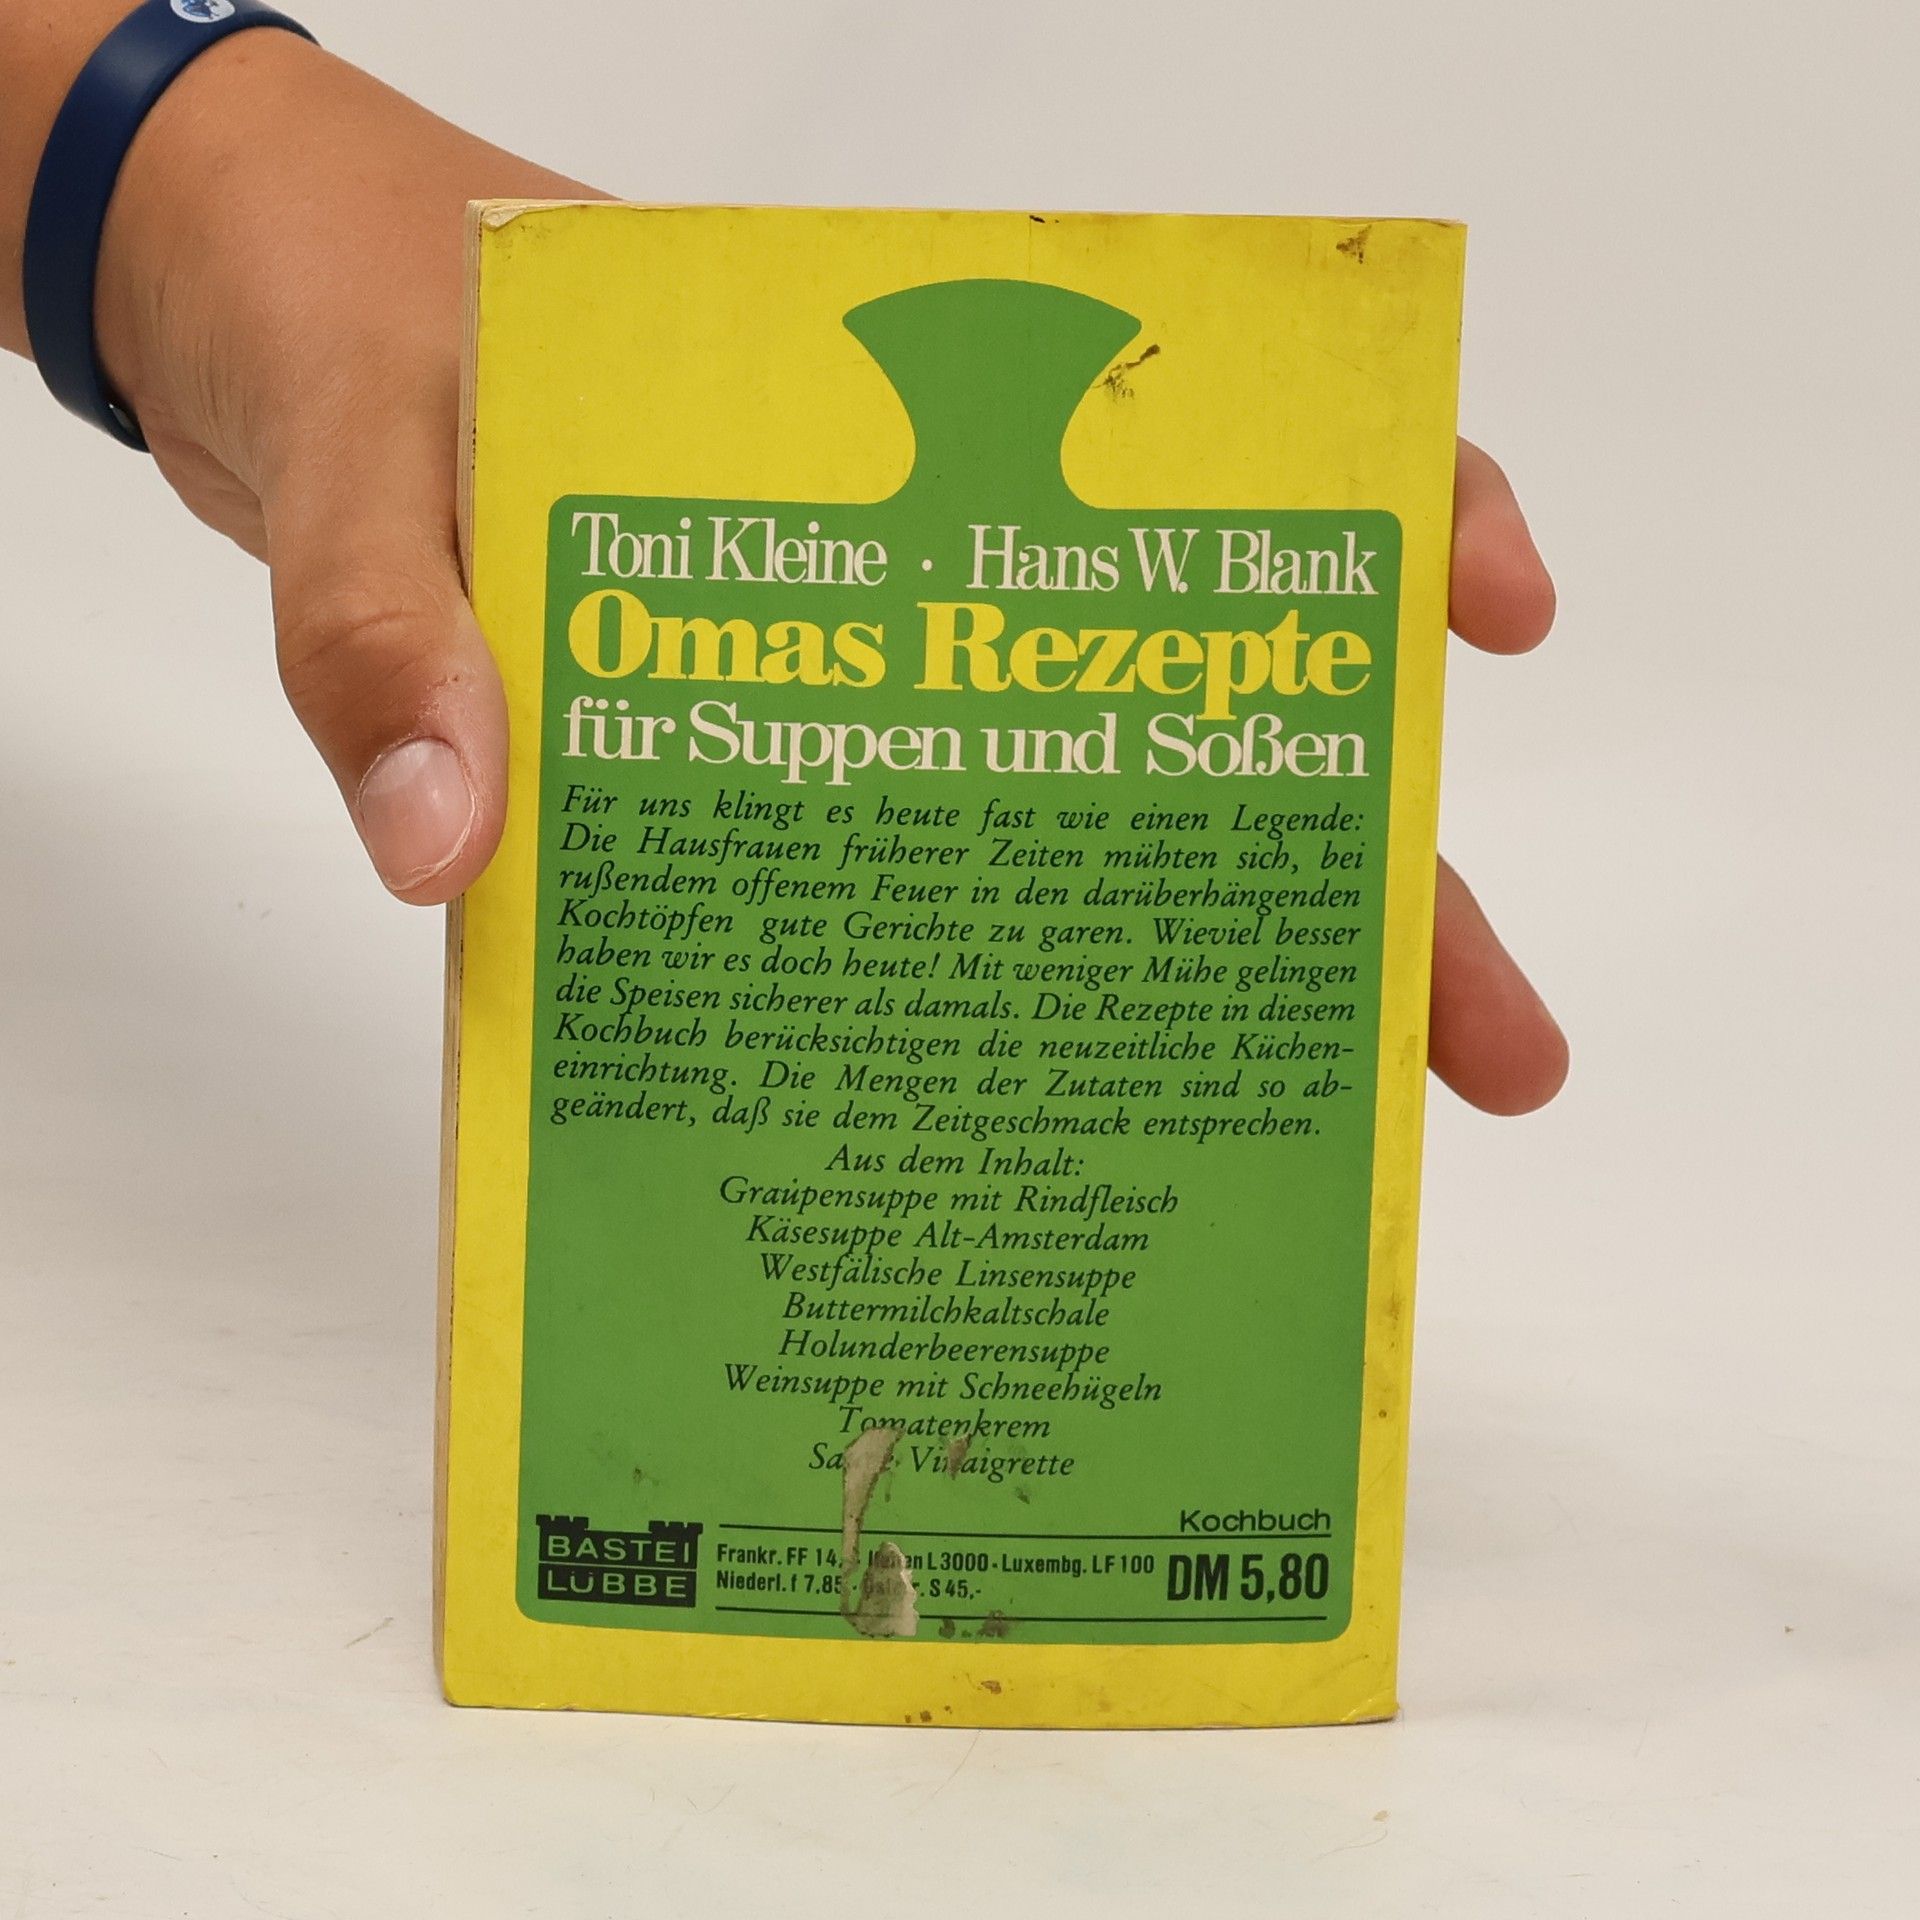 Toni Kleine · Hans W. Blank
Omas Rezepte
für Suppen und Soßen
Für uns klingt es heute fast wie einen Legende:
Die Hausfrauen früherer Zeiten mühten sich, bei
rußendem offenem Feuer in den darüberhängenden
Kochtöpfen gute Gerichte zu garen. Wieviel besser
haben wir es doch heute! Mit weniger Mühe gelingen
die Speisen sicherer als damals. Die Rezepte in diesem
Kochbuch berücksichtigen die neuzeitliche Küchen-
einrichtung. Die Mengen der Zutaten sind so ab-
geändert, daß sie dem Zeitgeschmack entsprechen.
Aus dem Inhalt:
Graupensuppe mit Rindfleisch
Käsesuppe Alt-Amsterdam
Westfälische Linsensuppe
Buttermilchkaltschale
Holunderbeerensuppe
Weinsuppe mit Schneehügeln
Tomatenkrem
Vinaigrette
Kochbuch
BASTEI
LÜBBE
Frankr. FF 14, L 3000 · Luxembg. LF 100
Niederl. f 7,85 · S 45,-
DM 5,80